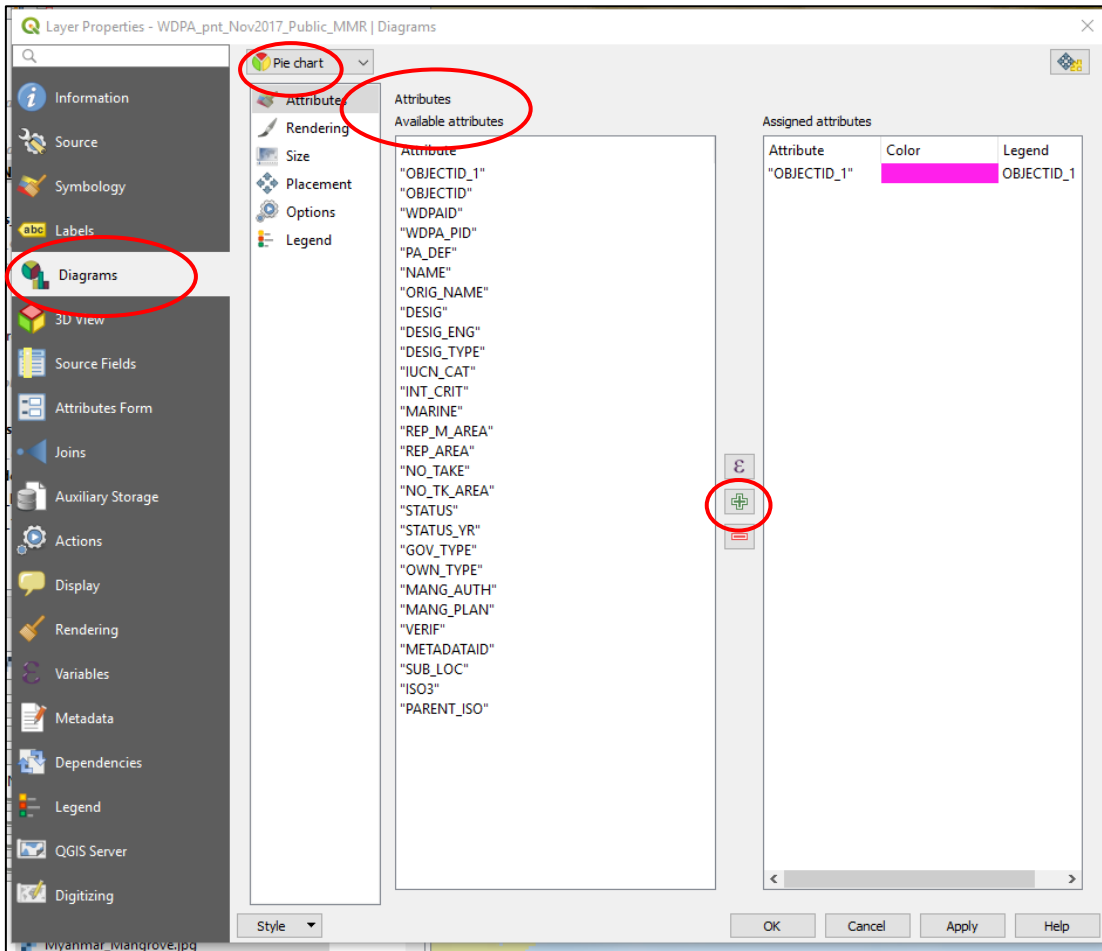 Layer Properties - WDPA_pnt_Nov2017_Public_MMR | Diagrams
Information
Source
Symbology
abc Labels
Diagrams
3D View
Source Fields
Attributes Form
Joins
Auxiliary Storage
Actions
Display
Rendering
Variables
Metadata
Dependencies
Legend
QGIS Server
Digitizing
Pie chart
Attributes
Rendering
Size
Placement
Options
Legend
Attributes
Available attributes
Attribute
"OBJECTID_1"
"OBJECTID"
"WDPAID"
"WDPA_PID"
"PA_DEF"
"NAME"
"ORIG_NAME"
"DESIG"
"DESIG_ENG"
"DESIG_TYPE"
"IUCN_CAT"
"INT_CRIT"
"MARINE"
"REP_M_AREA"
"REP_AREA"
"NO_TAKE"
"NO_TK_AREA"
"STATUS"
"STATUS_YR"
"GOV_TYPE"
"OWN_TYPE"
"MANG_AUTH"
"MANG_PLAN"
"VERIF"
"METADATAID"
"SUB_LOC"
"ISO3"
"PARENT_ISO"
ε
Assigned attributes
Attribute Color Legend
"OBJECTID_1" OBJECTID_1
Style OK Cancel Apply Help
Myanmar_Mangrove.jpg